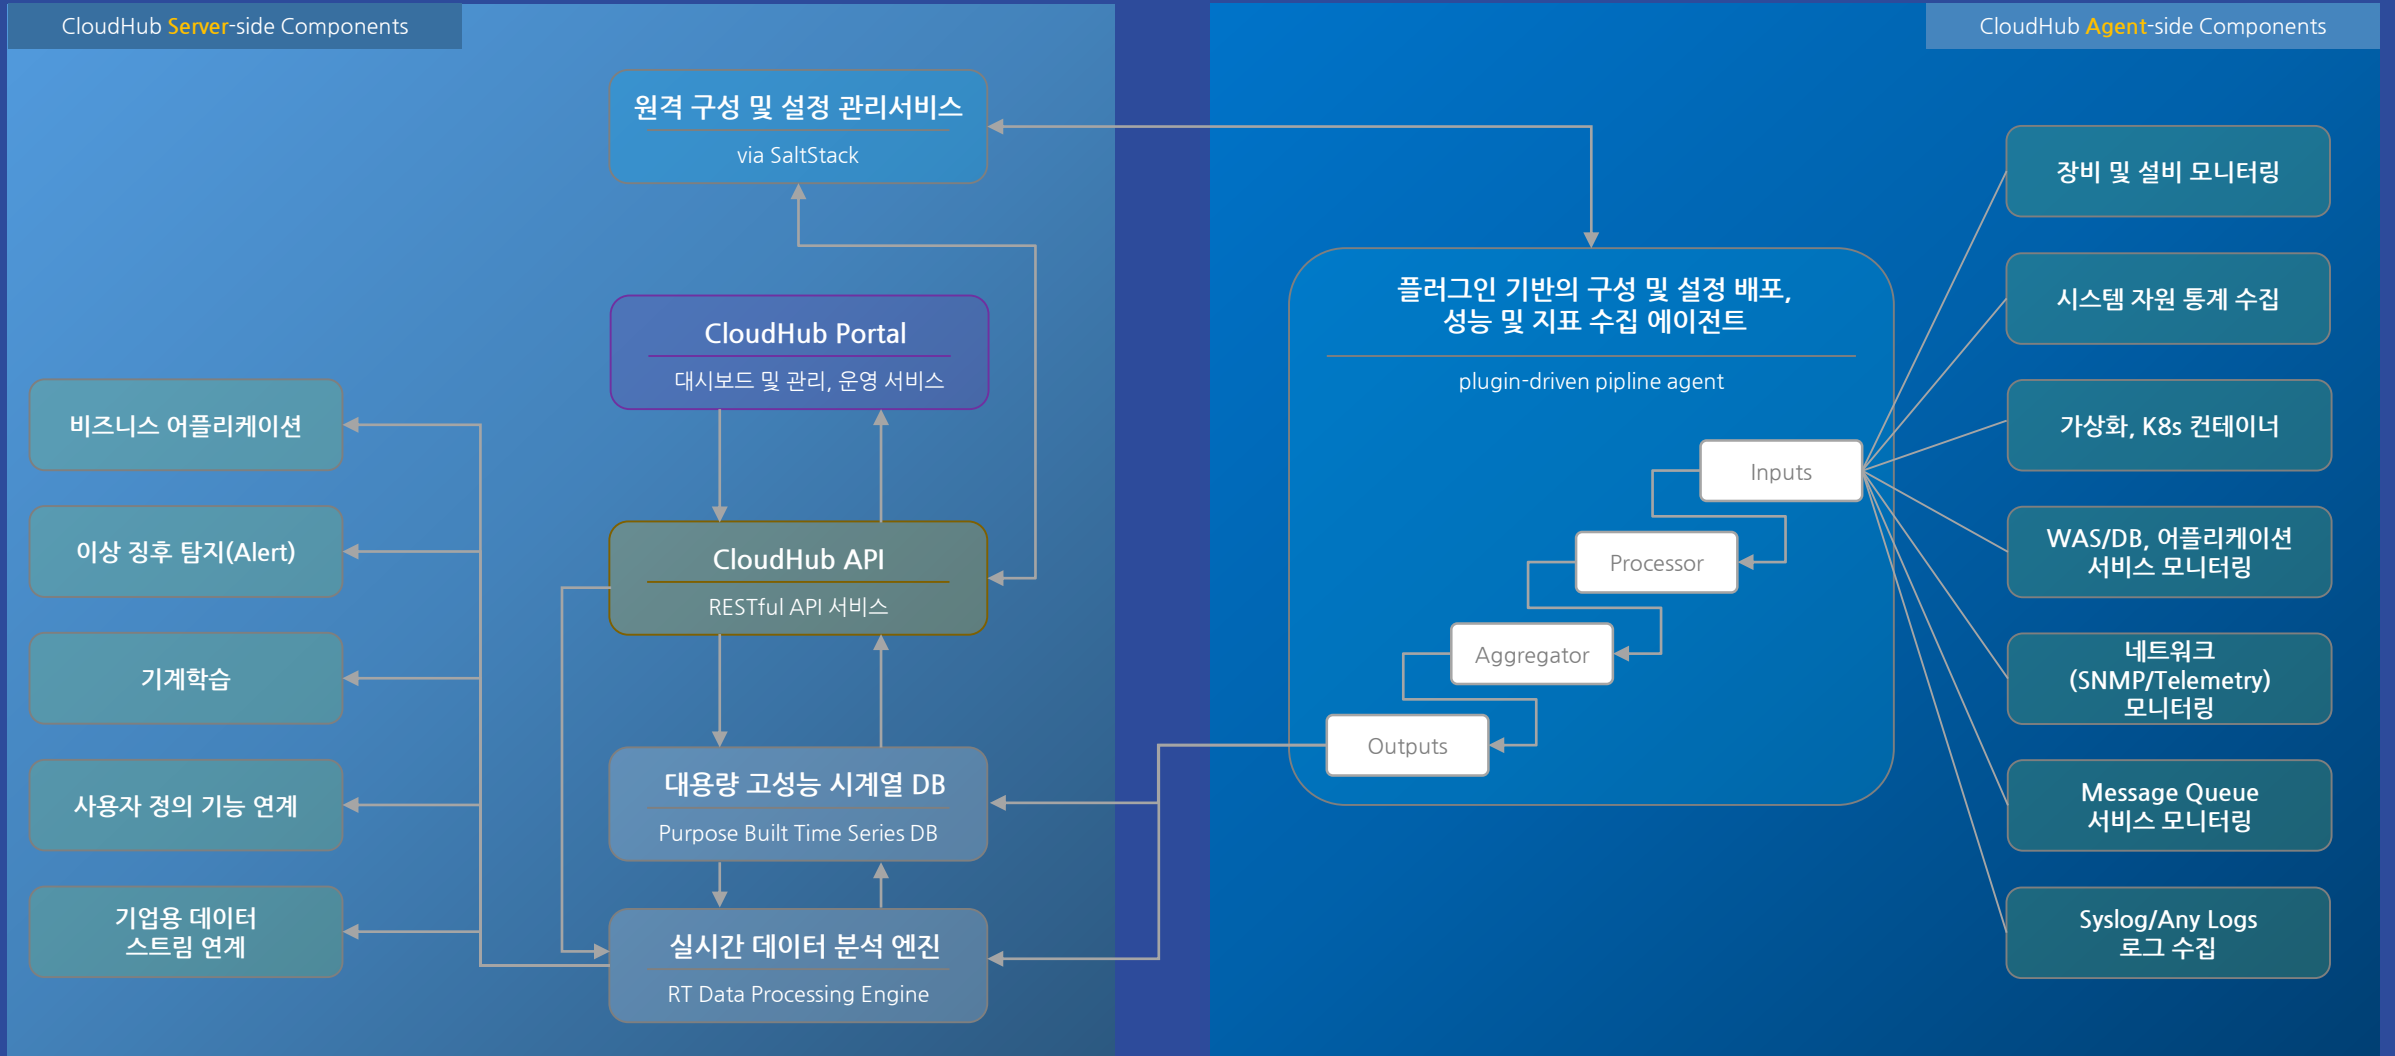 CloudHub Server-side Components
원격 구성 및 설정 관리서비스
via SaltStack
CloudHub Portal
대시보드 및 관리, 운영 서비스
CloudHub API
RESTful API 서비스
대용량 고성능 시계열 DB
Purpose Built Time Series DB
실시간 데이터 분석 엔진
RT Data Processing Engine
비즈니스 어플리케이션
이상 징후 탐지(Alert)
기계학습
사용자 정의 기능 연계
기업용 데이터
스트림 연계
CloudHub Agent-side Components
플러그인 기반의 구성 및 설정 배포,
성능 및 지표 수집 에이전트
plugin-driven pipline agent
Inputs
Processor
Aggregator
Outputs
장비 및 설비 모니터링
시스템 자원 통계 수집
가상화, K8s 컨테이너
WAS/DB, 어플리케이션
서비스 모니터링
네트워크
(SNMP/Telemetry)
모니터링
Message Queue
서비스 모니터링
Syslog/Any Logs
로그 수집